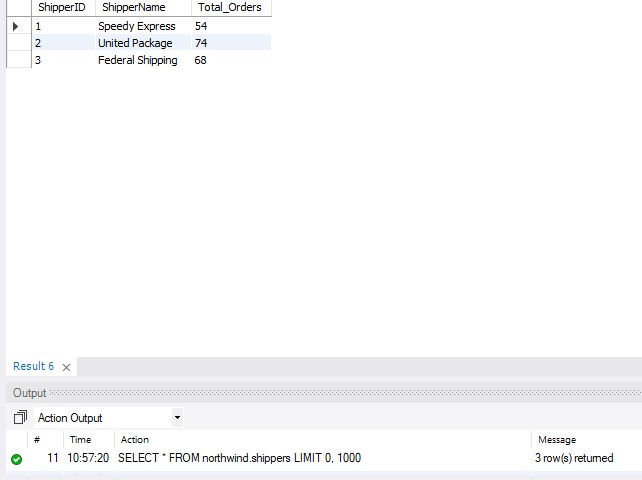 ShipperID ShipperName Total_Orders
1 Speedy Express 54
2 United Package 74
3 Federal Shipping 68
Result 6
Output
Action Output
# Time Action Message
11 10:57:20 SELECT * FROM northwind.shippers LIMIT 0, 1000 3 row(s) returned